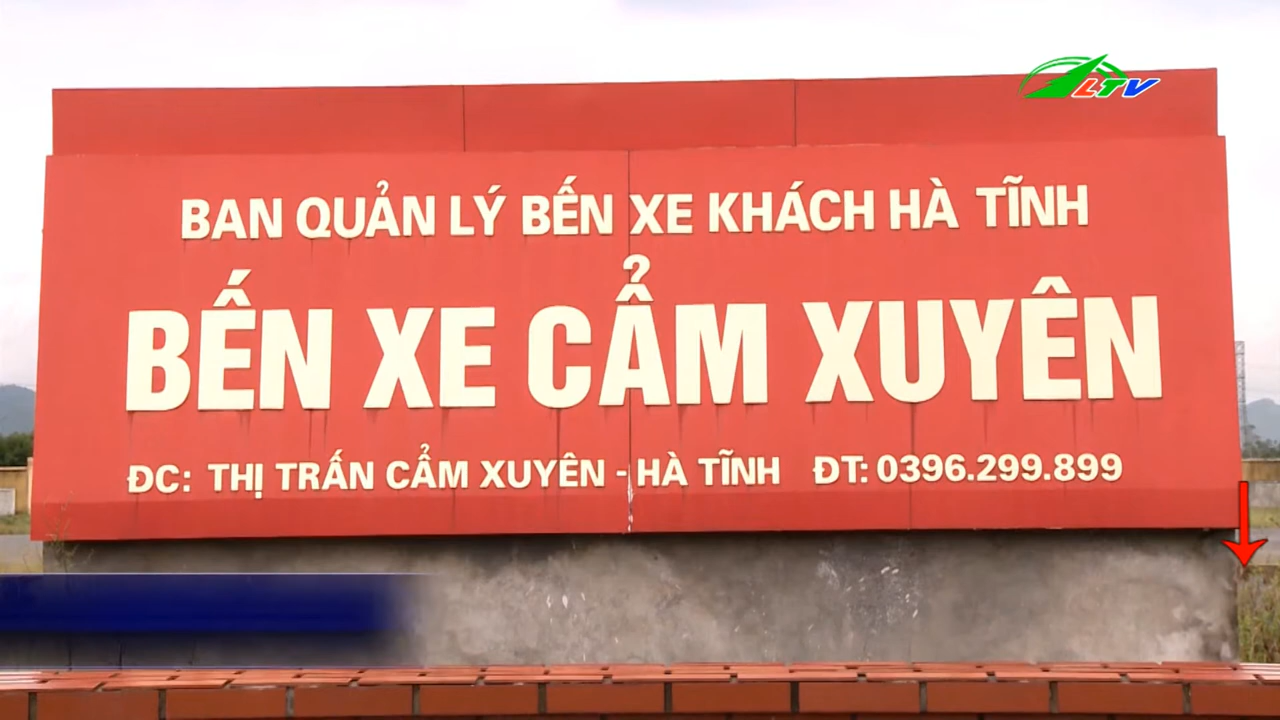 LTV
BAN QUẢN LÝ BẾN XE KHÁCH HÀ TĨNH
BẾN XE CẨM XUYÊN
ĐC: THỊ TRẤN CẨM XUYÊN - HÀ TĨNH ĐT: 0396.299.899